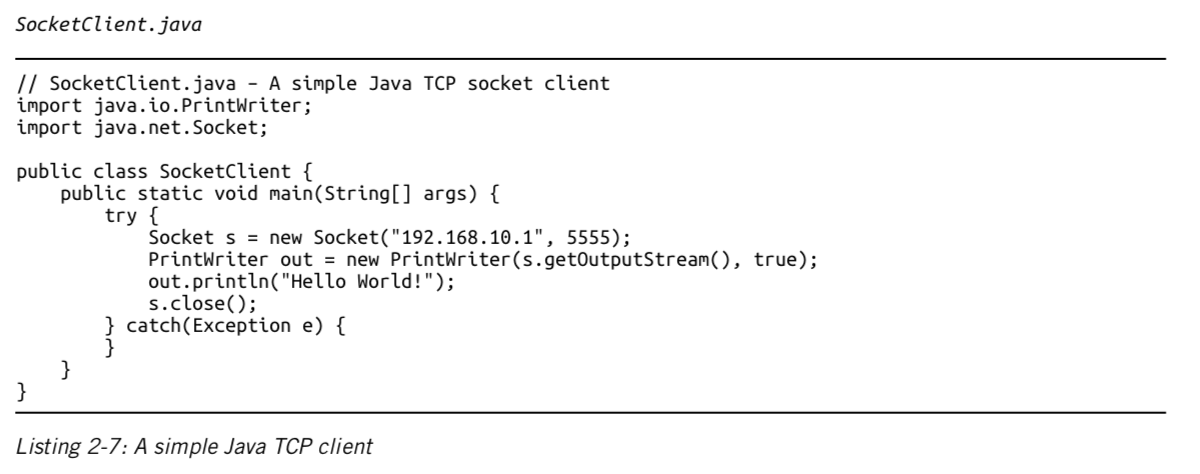 SocketClient.java
// SocketClient.java – A simple Java TCP socket client
import java.io.PrintWriter;
import java.net.Socket;
public class SocketClient {
    public static void main(String[] args) {
        try {
            Socket s = new Socket("192.168.10.1", 5555);
            PrintWriter out = new PrintWriter(s.getOutputStream(), true);
            out.println("Hello World!");
            s.close();
        } catch(Exception e) {
        }
    }
}
Listing 2-7: A simple Java TCP client